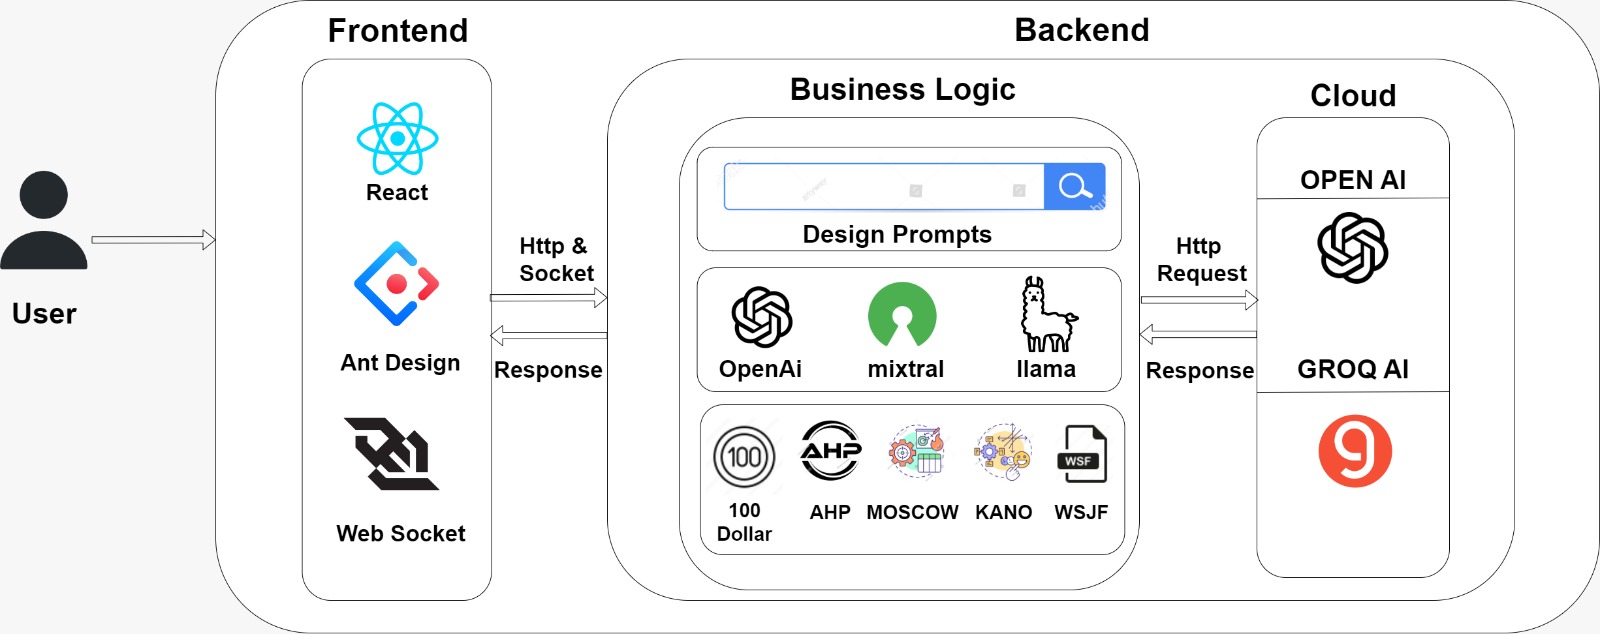 Frontend
Backend
React
Ant Design
Web Socket
User
Http &
Socket
Response
Business Logic
Design Prompts
OpenAi
mixtral
llama
100
AHP
WSF
100
Dollar
AHP
MOSCOW
KANO
WSJF
Http
Request
Response
Cloud
OPEN AI
GROQ AI